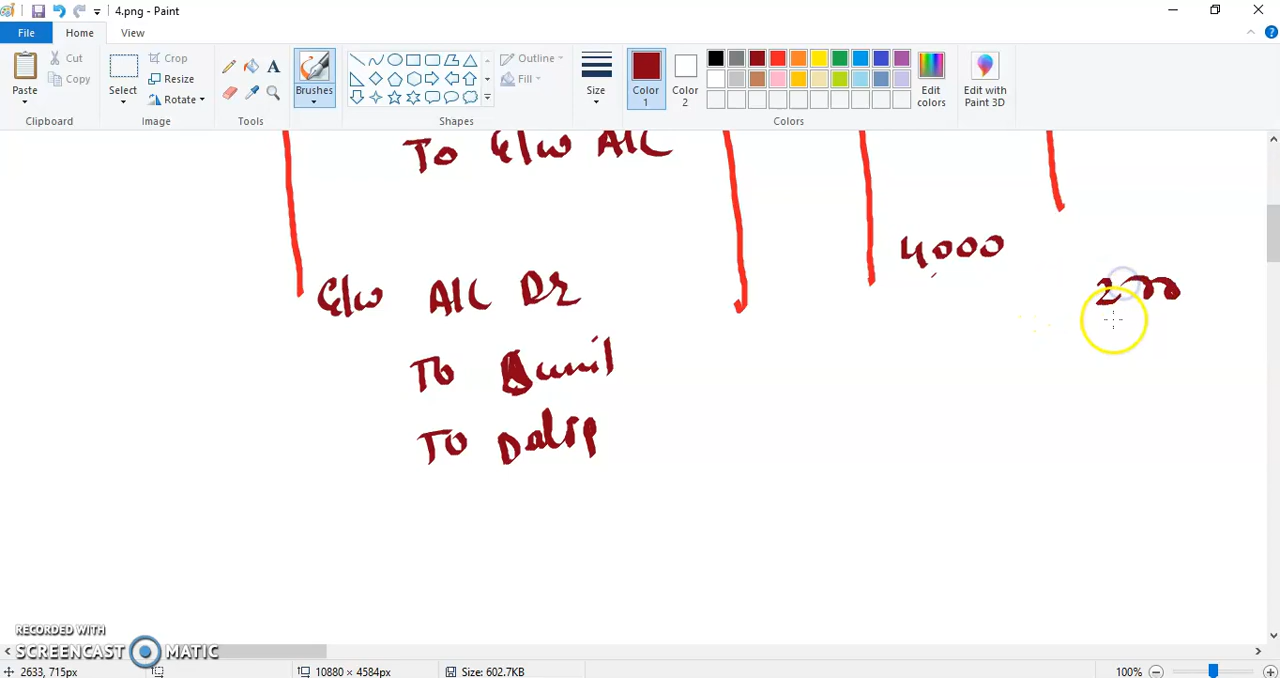 4.png - Paint
File Home View
Paste Cut Copy Clipboard
Select Crop Resize Rotate Image
Tools
Brushes
Outline Fill Shapes
Size
Color 1 Color 2 Edit colors Colors
Edit with Paint 3D
To G/w A/C
4,000
G/w A/C Dr
To Sunil
To
RECORDED WITH
SCREENCAST MATIC
2633, 715px 10880 × 4584px Size: 602.7KB 100%